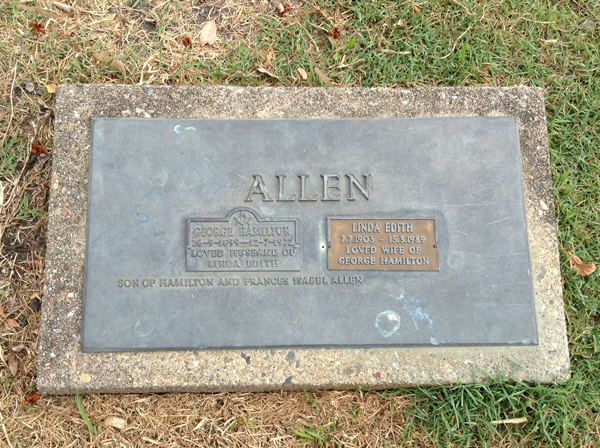 ALLEN
GEORGE HAMILTON
26-9-1899-12-7-1972
LOVED HUSBAND OF
LINDA EDITH
LINDA EDITH
7.7.1903 - 15.3.1989
LOVED WIFE OF
GEORGE HAMILTON
SON OF HAMILTON AND FRANCES ISABEL ALLEN